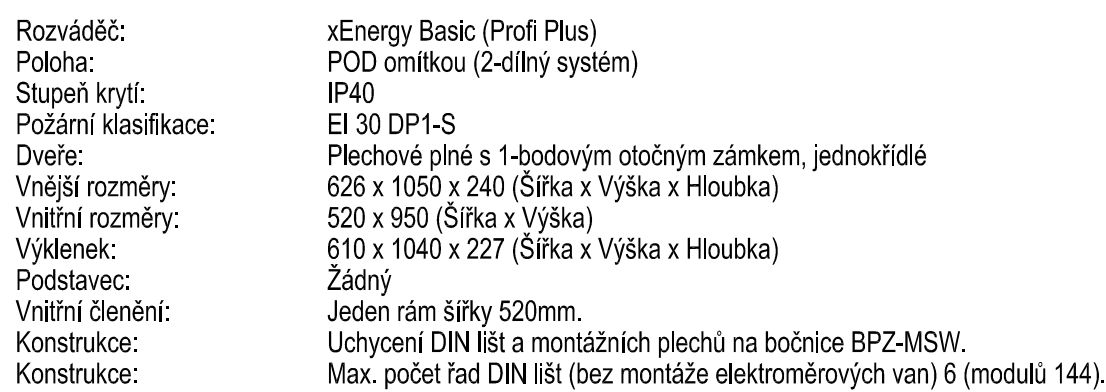 Rozváděč: xEnergy Basic (Profi Plus)
Poloha: POD omítkou (2-dílný systém)
Stupeň krytí: IP40
Požární klasifikace: EI 30 DP1-S
Dveře: Plechové plné s 1-bodovým otočným zámkem, jednokřídlé
Vnější rozměry: 626 x 1050 x 240 (Šířka x Výška x Hloubka)
Vnitřní rozměry: 520 x 950 (Šířka x Výška)
Výklenek: 610 x 1040 x 227 (Šířka x Výška x Hloubka)
Podstavec: Žádný
Vnitřní členění: Jeden rám šířky 520mm.
Konstrukce: Uchycení DIN lišt a montážních plechů na bočnice BPZ-MSW.
Konstrukce: Max. počet řad DIN lišt (bez montáže elektroměrových van) 6 (modulů 144).